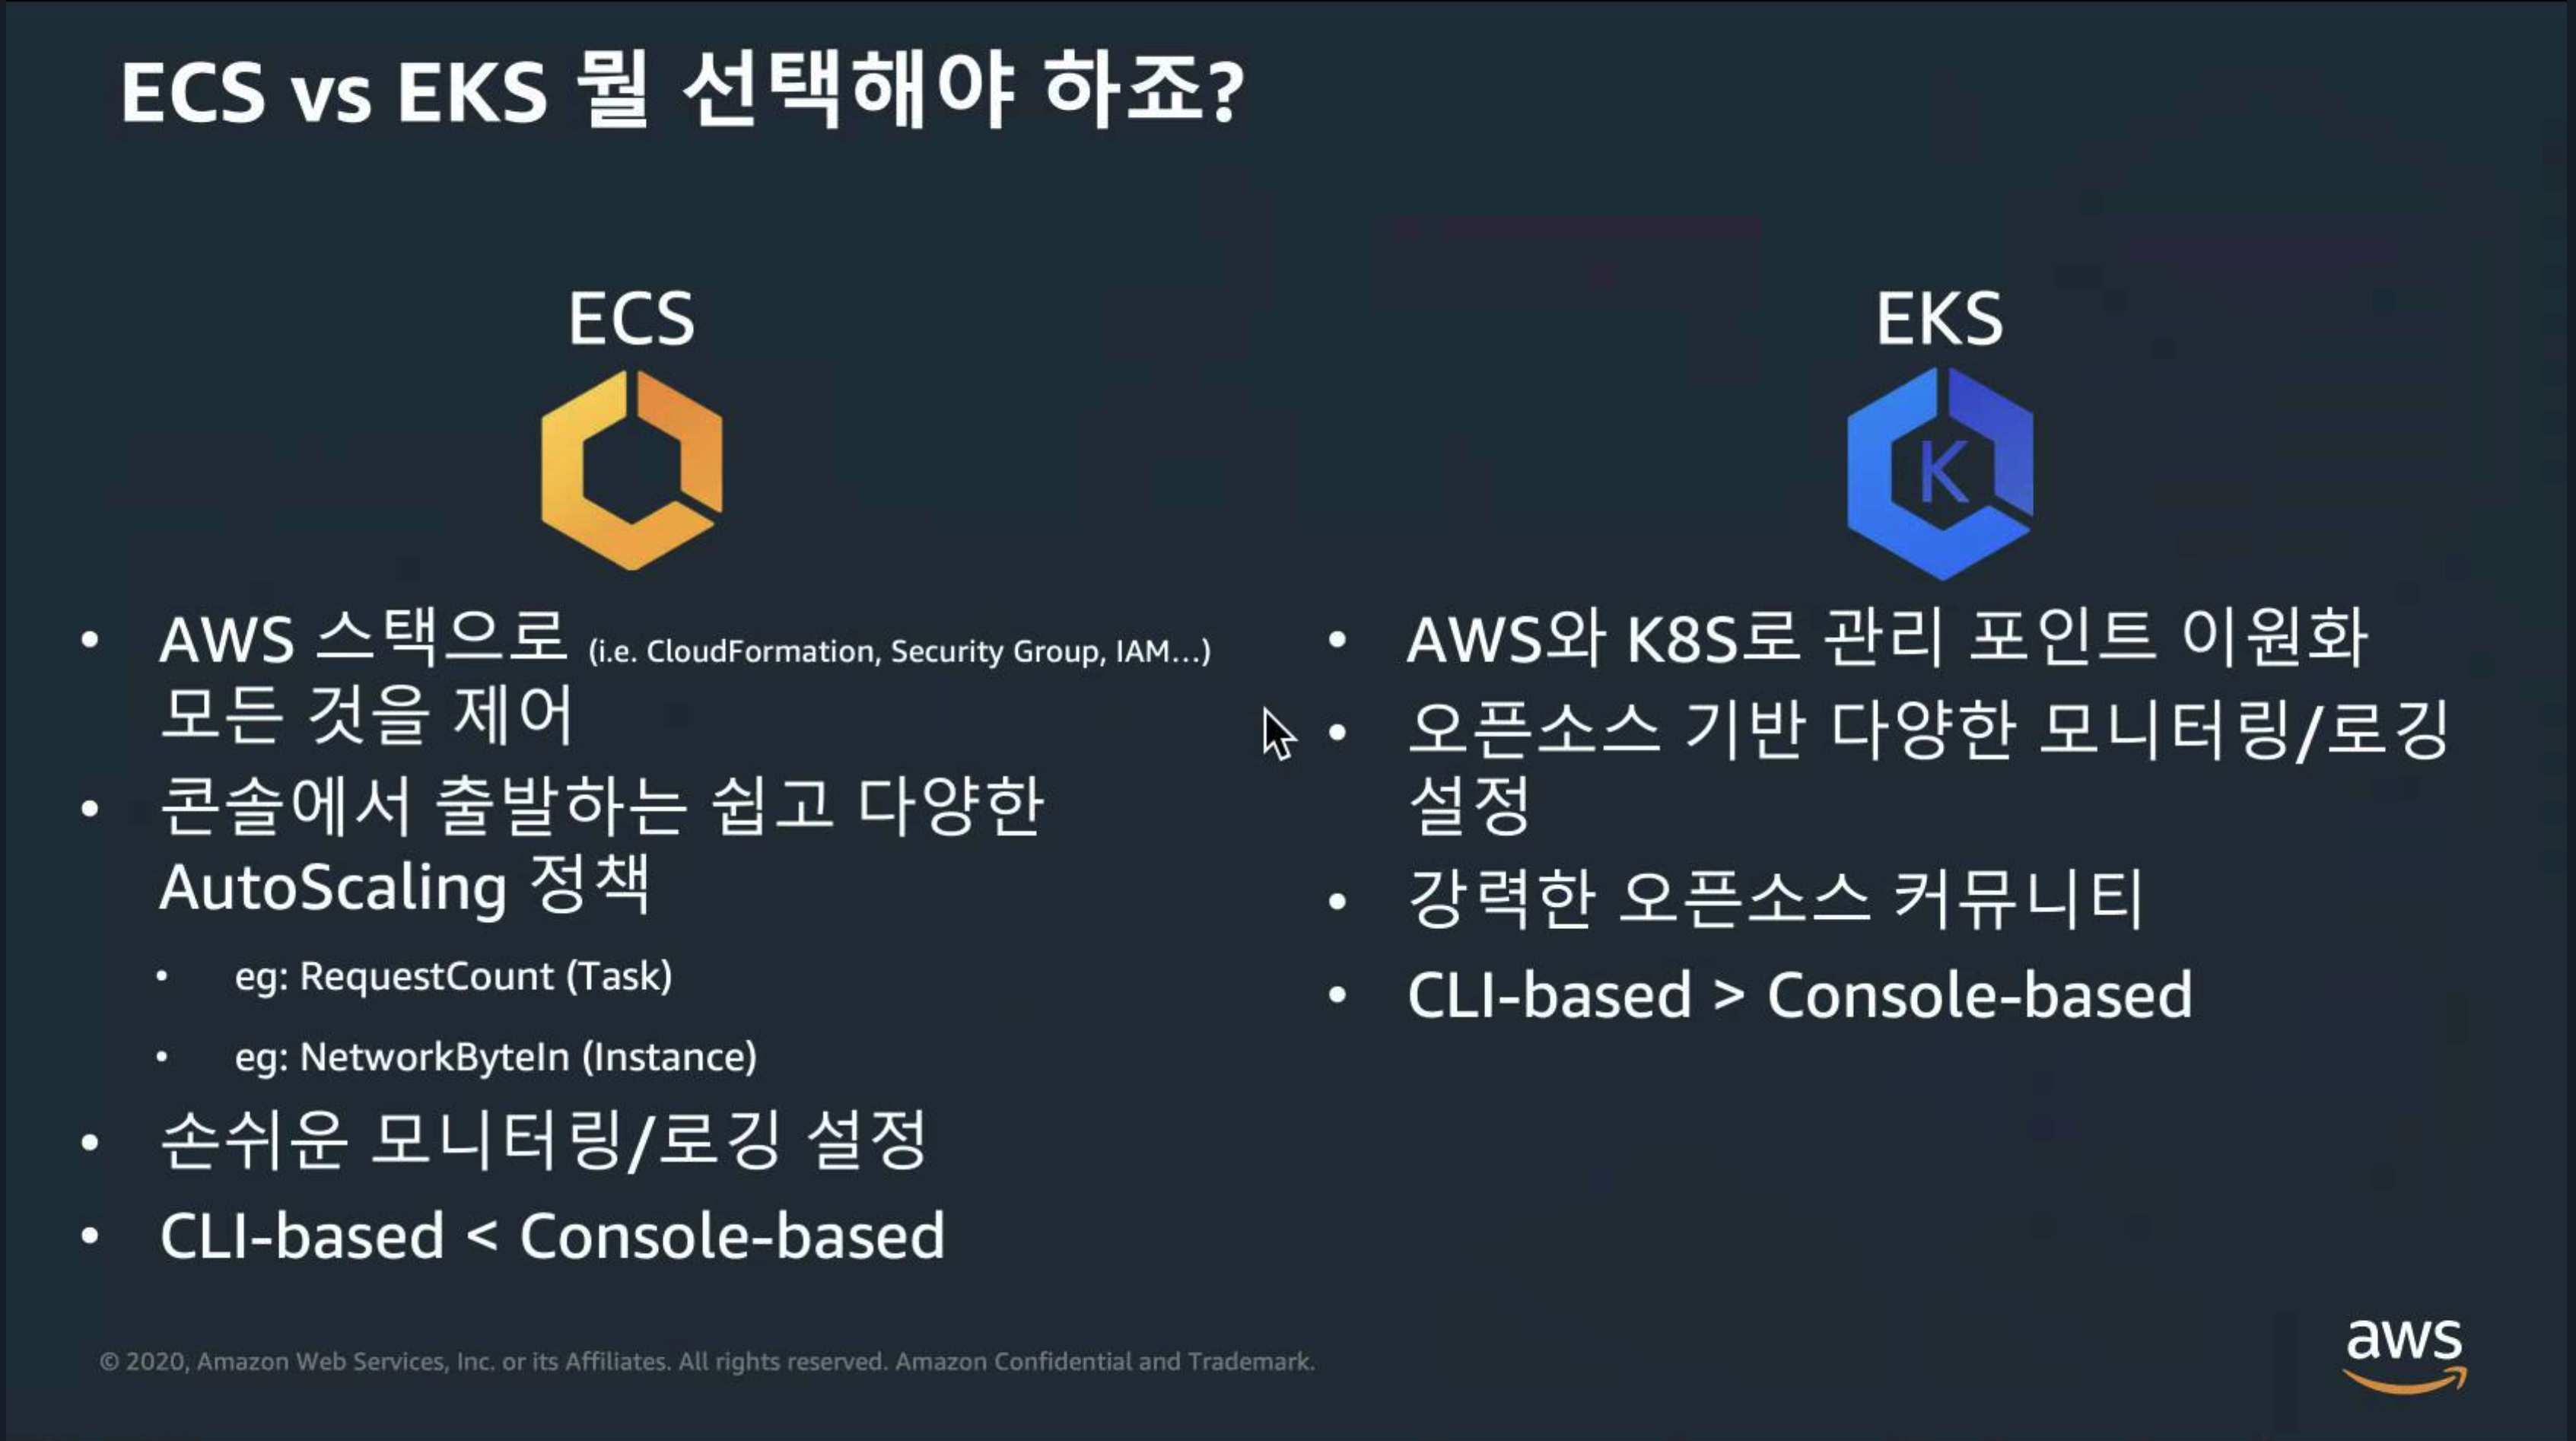 ECS vs EKS 뭘 선택해야 하죠?
ECS
• AWS 스택으로 (i.e. CloudFormation, Security Group, IAM...)
모든 것을 제어
• 콘솔에서 출발하는 쉽고 다양한
AutoScaling 정책
• eg: RequestCount (Task)
• eg: NetworkByteIn (Instance)
• 손쉬운 모니터링/로깅 설정
• CLI-based < Console-based
EKS
K
• AWS와 K8S로 관리 포인트 이원화
• 오픈소스 기반 다양한 모니터링/로깅
설정
• 강력한 오픈소스 커뮤니티
• CLI-based > Console-based
© 2020, Amazon Web Services, Inc. or its Affiliates. All rights reserved. Amazon Confidential and Trademark.
aws